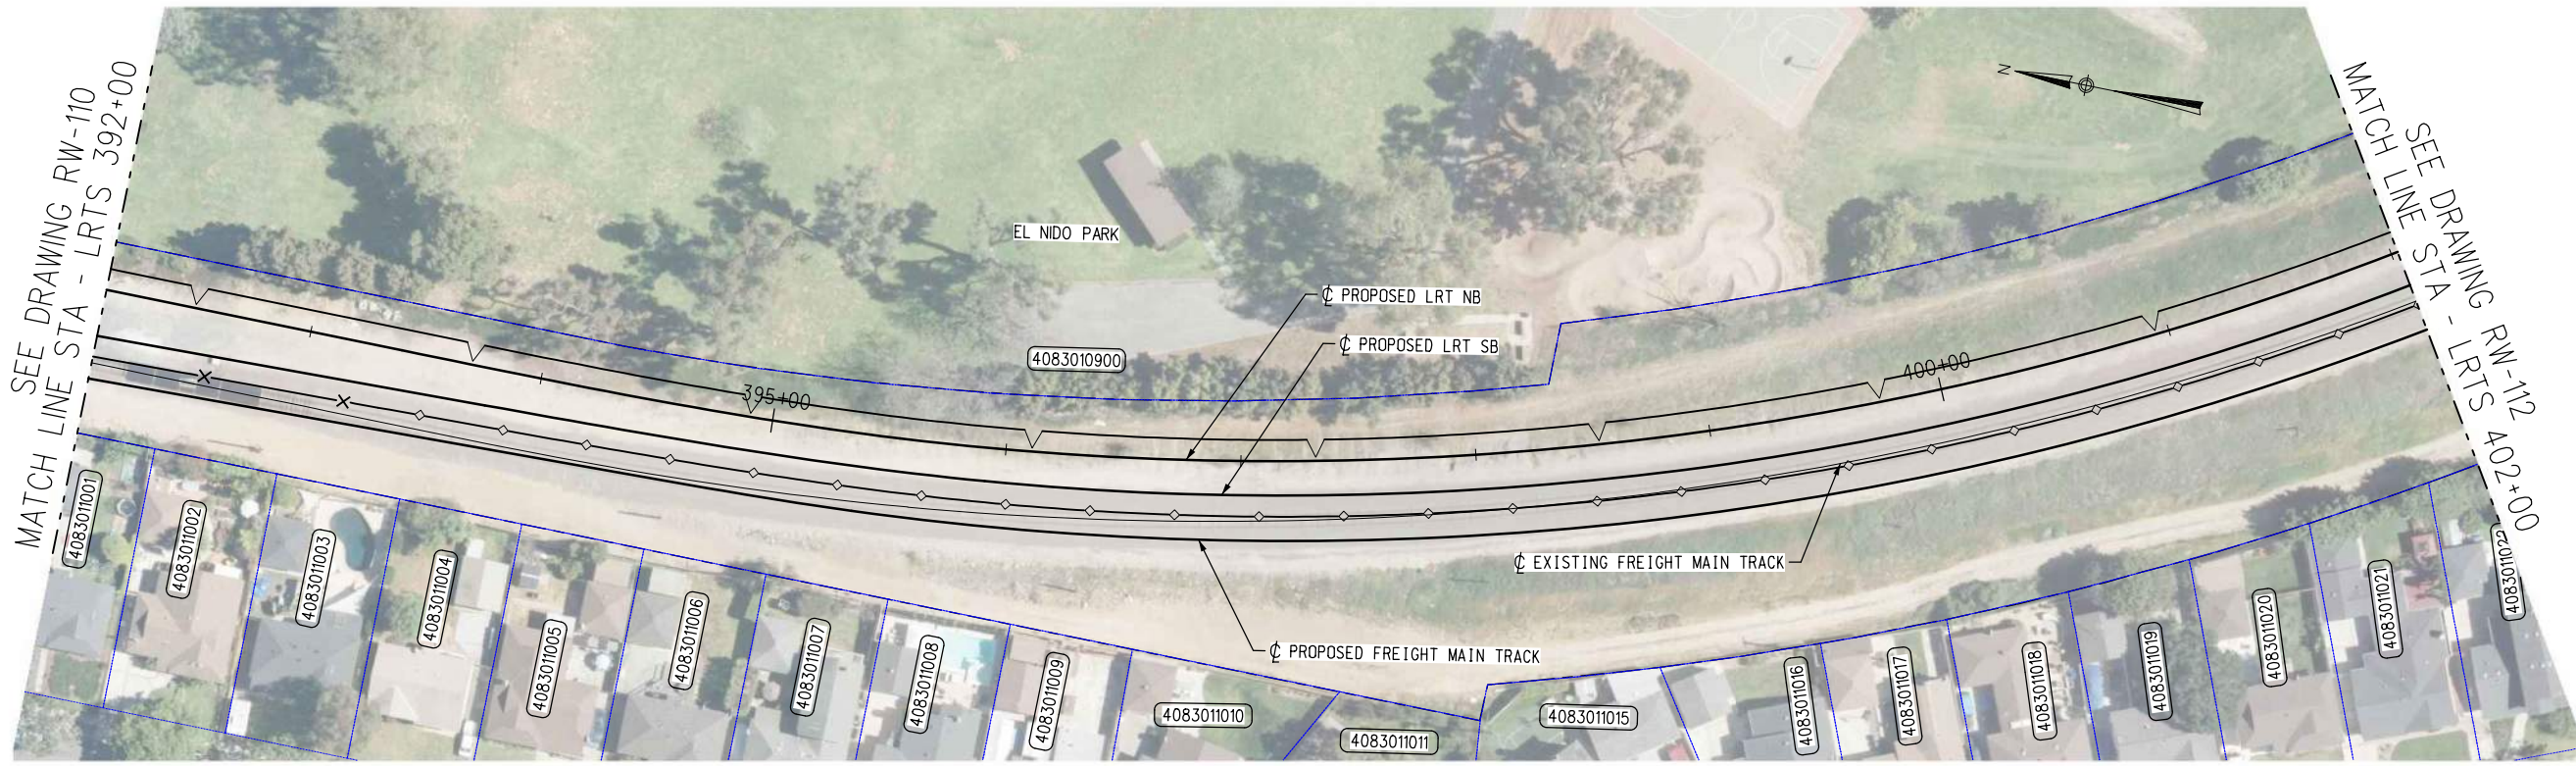 SEE DRAWING RW-110
MATCH LINE STA - LRTS 392+00
N
MATCH LINE STA - LRTS 402+00
SEE DRAWING RW-112
EL NIDO PARK
℄ PROPOSED LRT NB
℄ PROPOSED LRT SB
4083010900
395+00
400+00
℄ EXISTING FREIGHT MAIN TRACK
℄ PROPOSED FREIGHT MAIN TRACK
4083011001
4083011002
4083011003
4083011004
4083011005
4083011006
4083011007
4083011008
4083011009
4083011010
4083011011
4083011015
4083011016
4083011017
4083011018
4083011019
4083011020
4083011021
4083011022